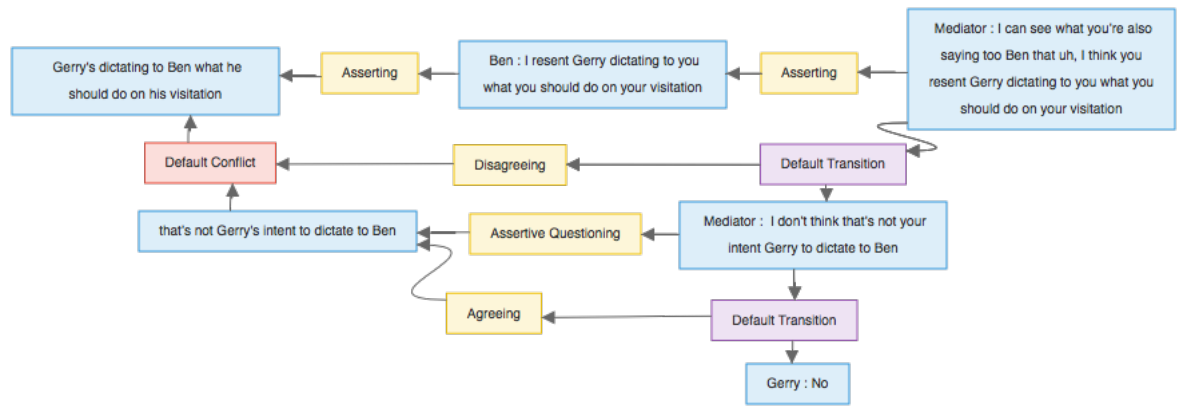 Mediator : I can see what you're also
saying too Ben that uh, I think you
resent Gerry dictating to you what you
should do on your visitation
Asserting
Ben : I resent Gerry dictating to you
what you should do on your visitation
Asserting
Gerry's dictating to Ben what he
should do on his visitation
Default Conflict
Disagreeing
Default Transition
that's not Gerry's intent to dictate to Ben
Assertive Questioning
Mediator :  I don't think that's not your
intent Gerry to dictate to Ben
Agreeing
Default Transition
Gerry : No